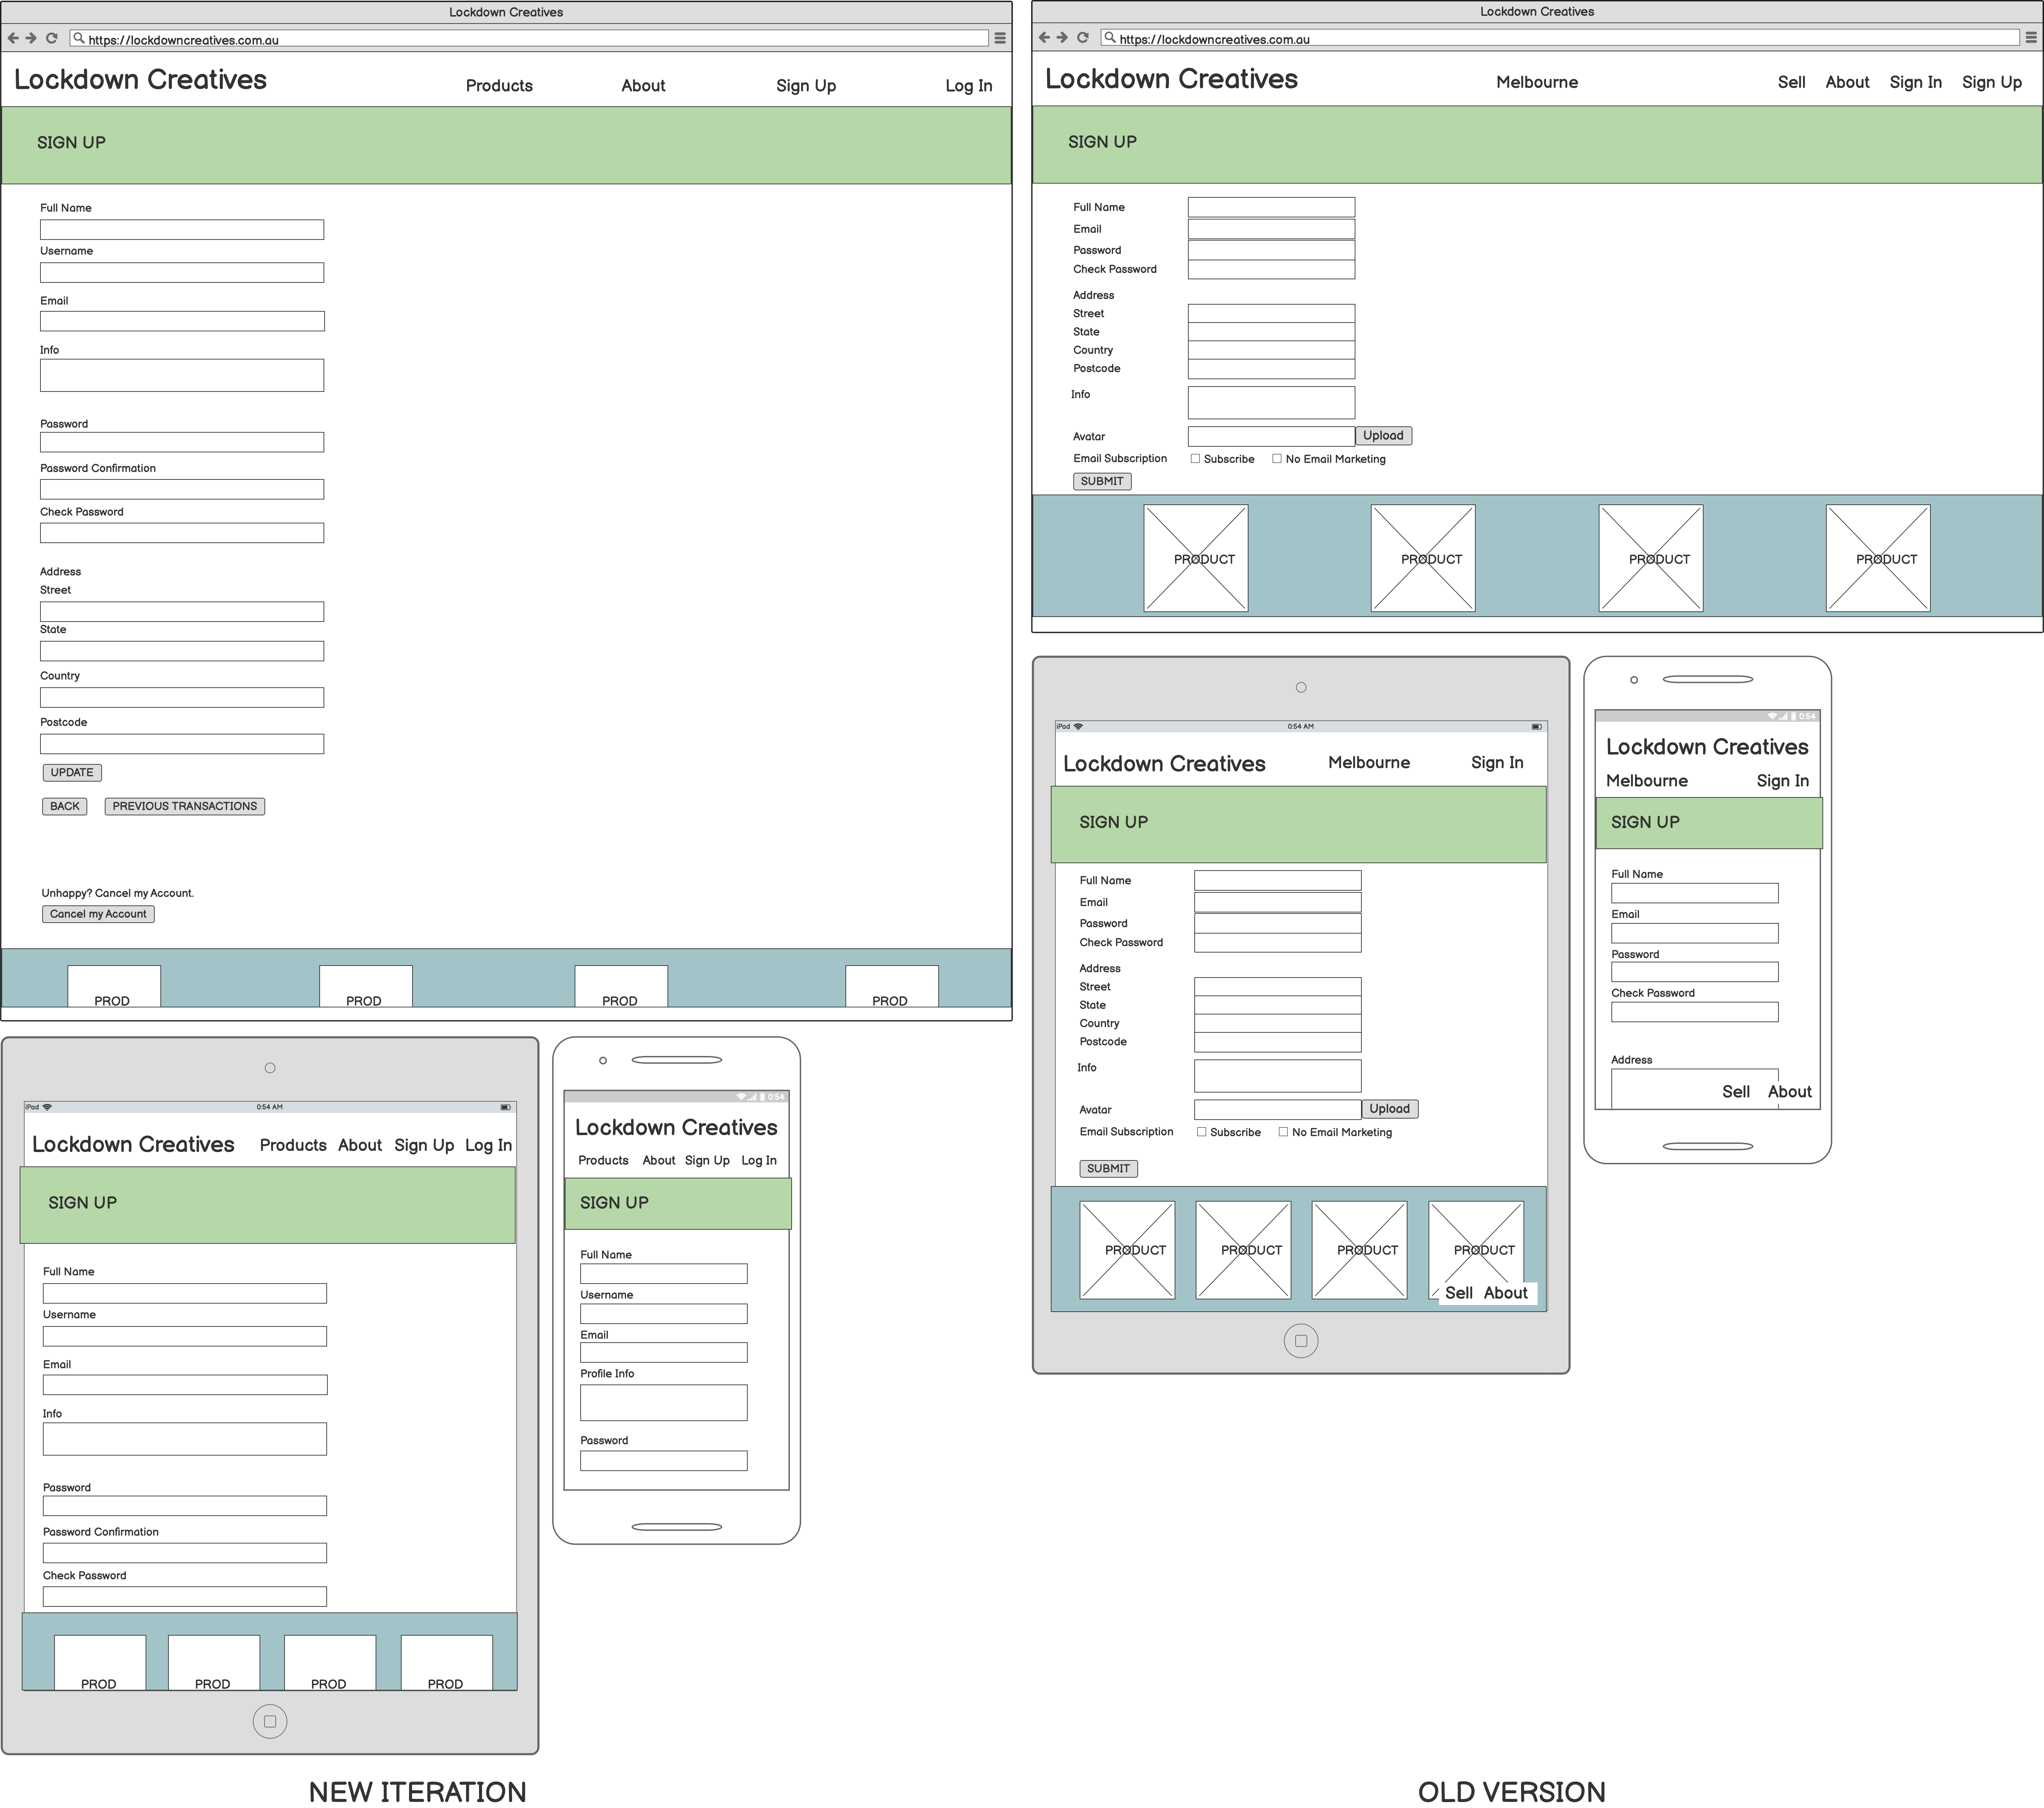 Lockdown Creatives
https://lockdowncreatives.com.au
Lockdown Creatives Products About Sign Up Log In
SIGN UP
Full Name
Username
Email
Info
Password
Password Confirmation
Check Password
Address
Street
State
Country
Postcode
UPDATE
BACK PREVIOUS TRANSACTIONS
Unhappy? Cancel my Account.
Cancel my Account
PROD PROD PROD PROD
iPad 0:54 AM
Lockdown Creatives Products About Sign Up Log In
SIGN UP
Full Name
Username
Email
Info
Password
Password Confirmation
Check Password
PROD PROD PROD PROD
0:54
Lockdown Creatives
Products About Sign Up Log In
SIGN UP
Full Name
Username
Email
Profile Info
Password
NEW ITERATION
Lockdown Creatives
https://lockdowncreatives.com.au
Lockdown Creatives Melbourne Sell About Sign In Sign Up
SIGN UP
Full Name
Email
Password
Check Password
Address
Street
State
Country
Postcode
Info
Avatar Upload
Email Subscription Subscribe No Email Marketing
SUBMIT
PRODUCT PRODUCT PRODUCT PRODUCT
iPad 0:54 AM
Lockdown Creatives Melbourne Sign In
SIGN UP
Full Name
Email
Password
Check Password
Address
Street
State
Country
Postcode
Info
Avatar Upload
Email Subscription Subscribe No Email Marketing
SUBMIT
PRODUCT PRODUCT PRODUCT PRODUCT
Sell About
0:54
Lockdown Creatives
Melbourne Sign In
SIGN UP
Full Name
Email
Password
Check Password
Address
Sell About
OLD VERSION